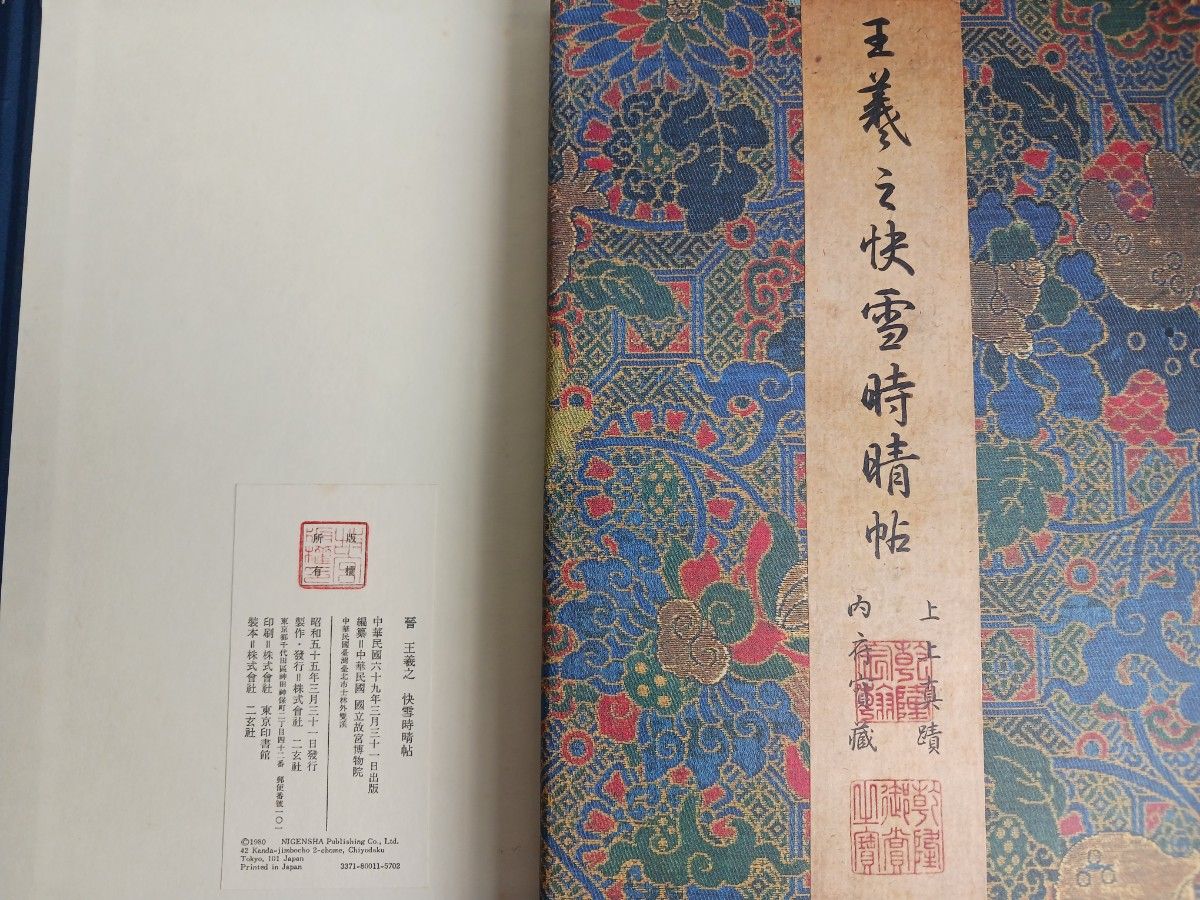 王羲之快雪時晴帖
上上真蹟
內府寶藏
乾隆
御賞
之寶
版權
所有
晉　王羲之　快雪時晴帖
中華民國六十九年三月三十一日出版
編纂＝中華民國 國立故宮博物院
中華民國臺灣臺北市士林外雙溪
昭和五十五年三月三十一日發行
製作・發行＝株式會社 二玄社
東京都千代田區神田神保町二丁目四十二番 郵便番號一〇一
印刷＝株式會社 東京印書館
裝本＝株式會社 二玄社
©1980 NIGENSHA Publishing Co., Ltd.
42 Kanda-jimbocho 2-chome, Chiyodaku
Tokyo, 101 Japan
Printed in Japan 3371-80011-5702